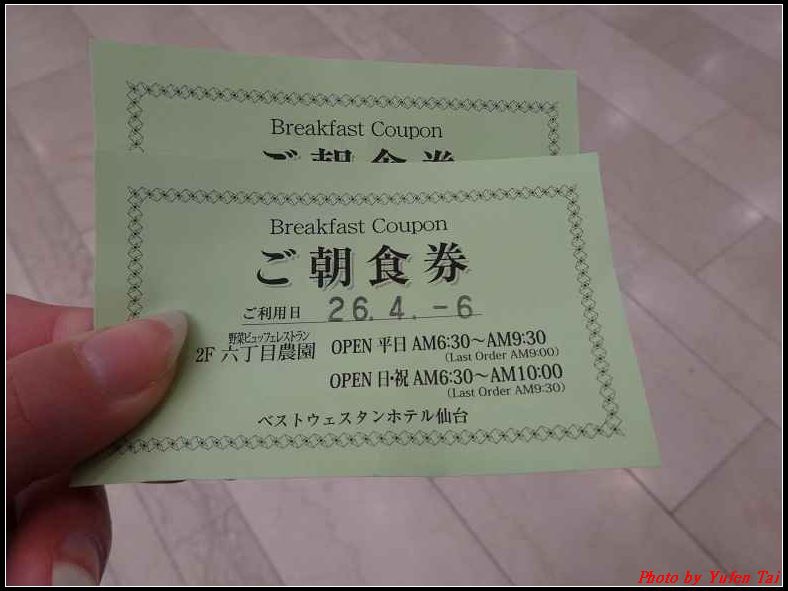 Breakfast Coupon
ご朝食券
Breakfast Coupon
ご朝食券
ご利用日 26.4.-6
野菜ビュッフェレストラン
2F 六丁目農園 OPEN 平日 AM6:30～AM9:30
(Last Order AM9:00)
OPEN 日・祝 AM6:30～AM10:00
(Last Order AM9:30)
ベストウェスタンホテル仙台
Photo by Yufen Tai